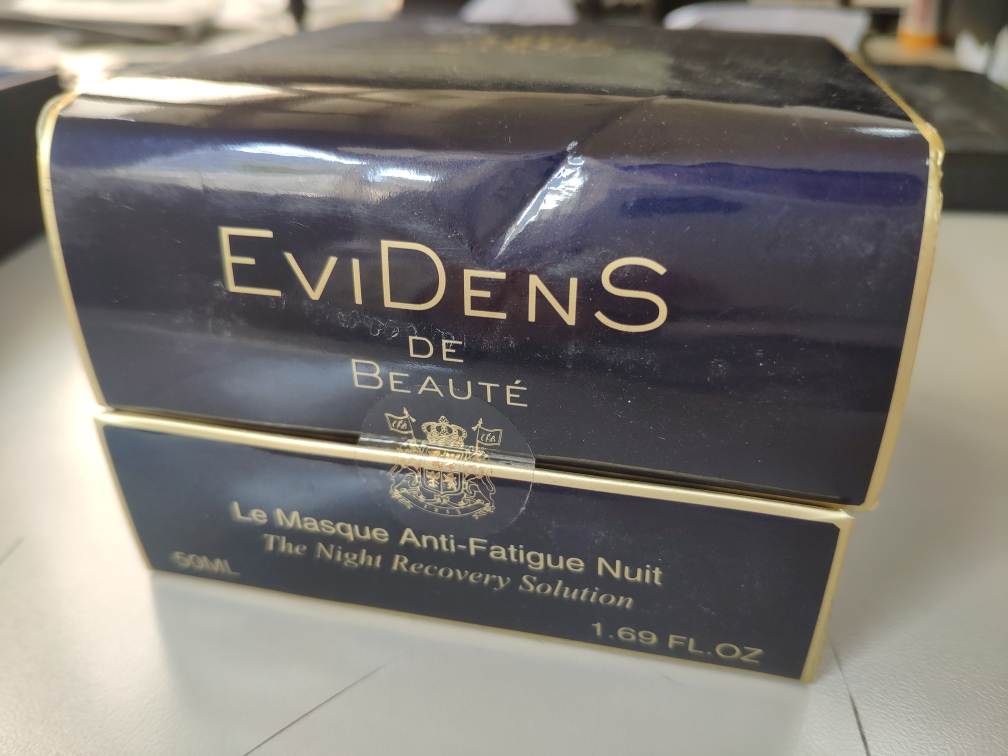 EVIDENS
DE
BEAUTÉ
Le Masque Anti-Fatigue Nuit
The Night Recovery Solution
50ML
1.69 FL.OZ